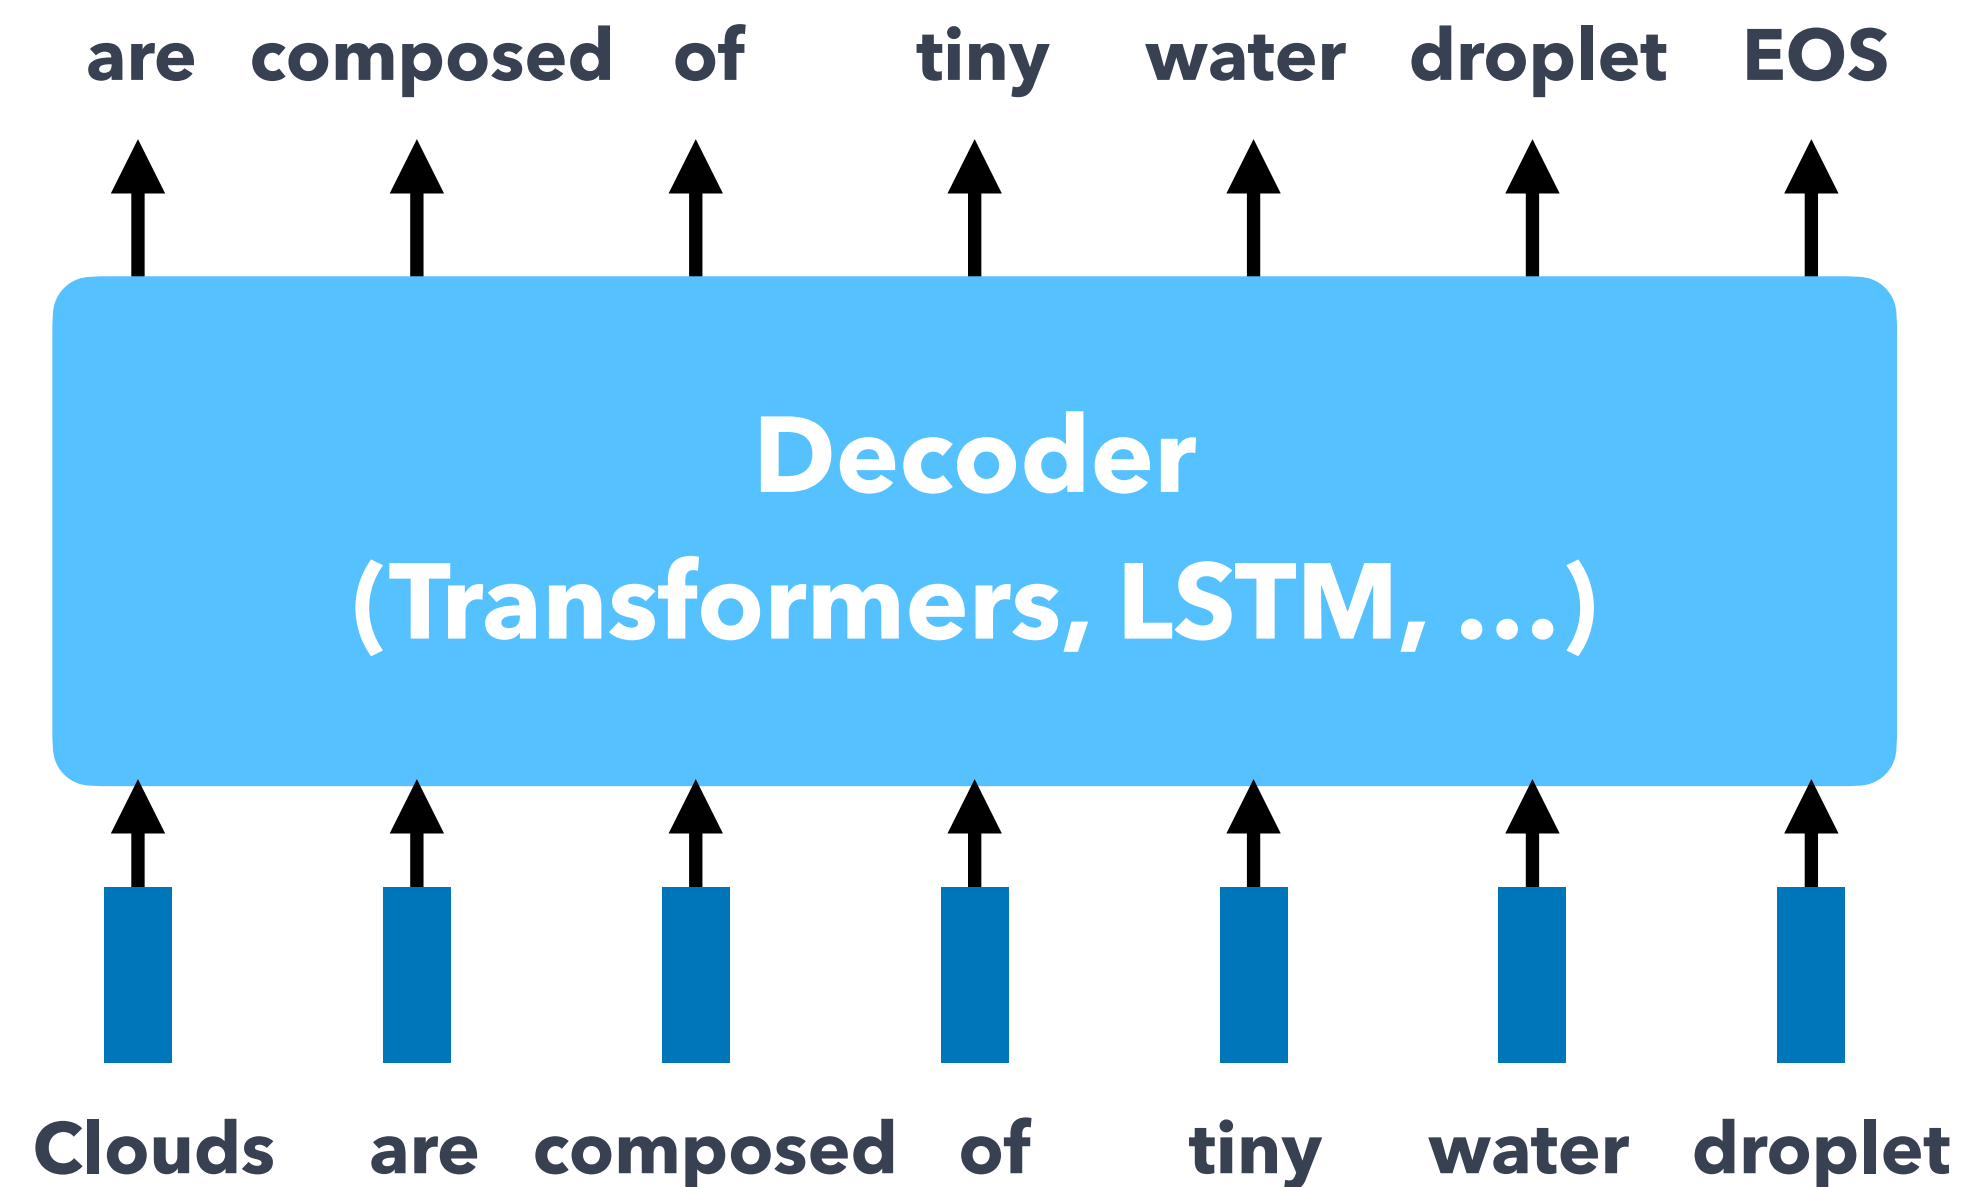 are composed of tiny water droplet EOS
Decoder
(Transformers, LSTM, ...)
Clouds are composed of tiny water droplet